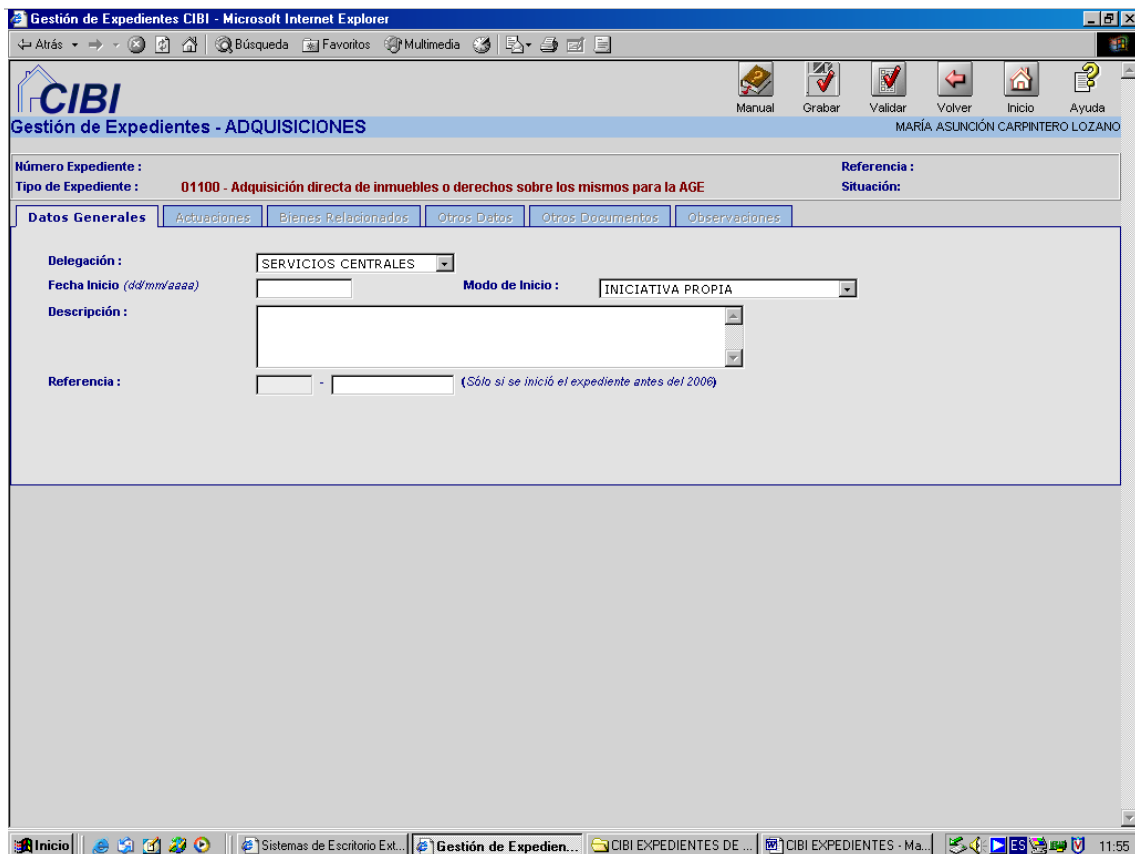 Gestión de Expedientes CIBI - Microsoft Internet Explorer
Atrás Búsqueda Favoritos Multimedia
CIBI
Manual Grabar Validar Volver Inicio Ayuda
Gestión de Expedientes - ADQUISICIONES MARÍA ASUNCIÓN CARPINTERO LOZANO
Número Expediente : Referencia :
Tipo de Expediente : 01100 - Adquisición directa de inmuebles o derechos sobre los mismos para la AGE Situación:
Datos Generales Actuaciones Bienes Relacionados Otros Datos Otros Documentos Observaciones
Delegación : SERVICIOS CENTRALES
Fecha Inicio (dd/mm/aaaa) Modo de Inicio : INICIATIVA PROPIA
Descripción :
Referencia : - (Sólo si se inició el expediente antes del 2006)
Inicio Sistemas de Escritorio Ext... Gestión de Expedien... CIBI EXPEDIENTES DE ... CIBI EXPEDIENTES - Ma... ES 11:55